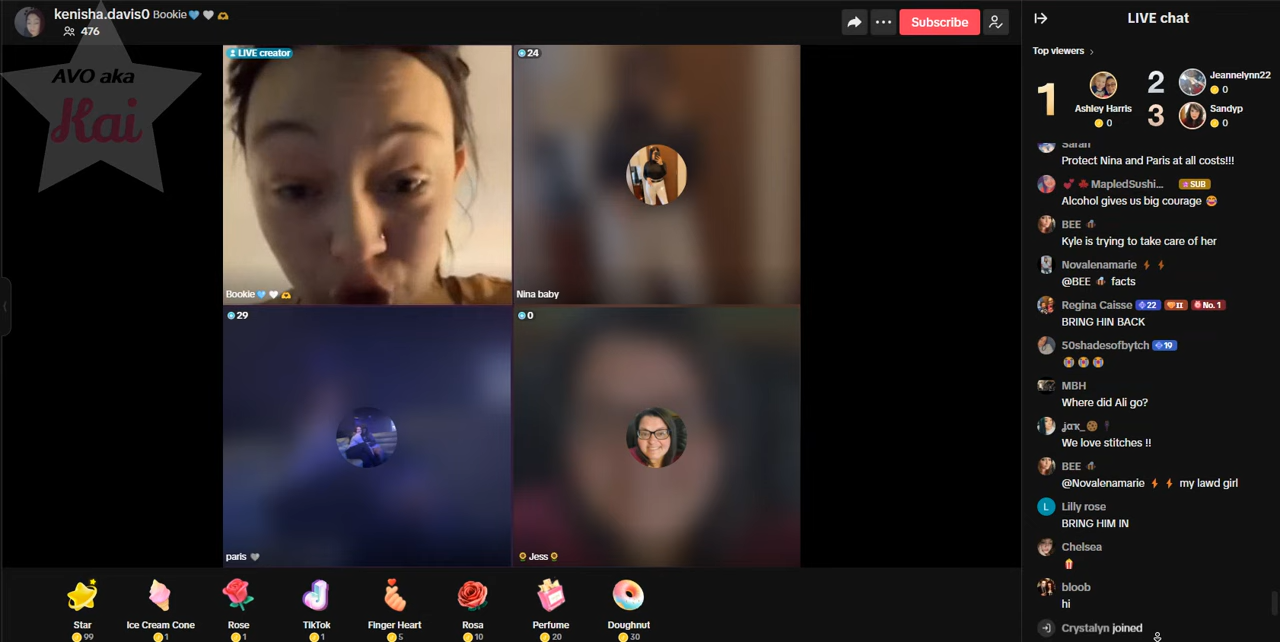 kenisha.davis0 Bookie💙🤍🫶
476
AVO aka
Kai
Subscribe
LIVE creator
24
Bookie💙🤍🫶
Nina baby
29
0
paris 🩶
🌻 Jess 🌻
Star
99
Ice Cream Cone
1
Rose
1
TikTok
1
Finger Heart
5
Rosa
10
Perfume
20
Doughnut
30
LIVE chat
Top viewers
1
Ashley Harris
0
2
Jeannelynn22
0
3
Sandyp
0
Sarah
Protect Nina and Paris at all costs!!!
💕🍁MapledSushi... SUB
Alcohol gives us big courage 🤩
BEE 🐝
Kyle is trying to take care of her
Novalenamarie ⚡ ⚡
@BEE 🐝 facts
Regina Caisse 22 II No. 1
BRING HIN BACK
50shadesofbytch 19
😭😭😭
MBH
Where did Ali go?
We love stitches !!
BEE 🐝
@Novalenamarie ⚡ ⚡ my lawd girl
L Lilly rose
BRING HIM IN
Chelsea
🍿
bloob
hi
Crystalyn joined